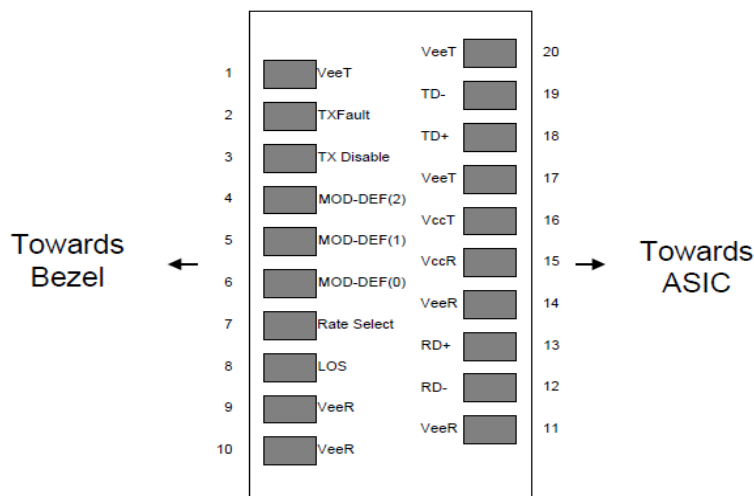 VeeT 20
1 VeeT
TD- 19
2 TXFault
TD+ 18
3 TX Disable
VeeT 17
4 MOD-DEF(2)
VccT 16
5 MOD-DEF(1)
Towards
Bezel
VccR 15
Towards
ASIC
6 MOD-DEF(0)
VeeR 14
7 Rate Select
RD+ 13
8 LOS
RD- 12
9 VeeR
VeeR 11
10 VeeR